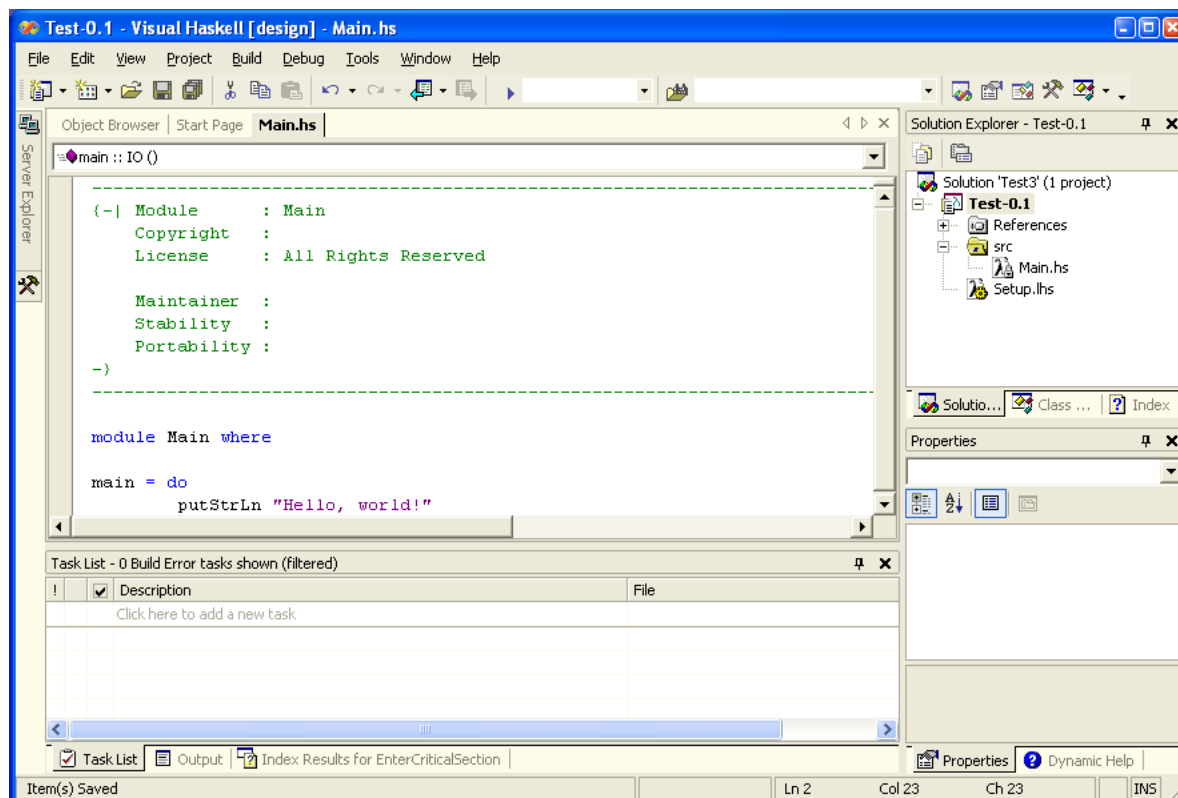 Test-0.1 - Visual Haskell [design] - Main.hs
File Edit View Project Build Debug Tools Window Help
Server Explorer
Object Browser Start Page Main.hs
main :: IO ()
--------------------------------------------------------------------------
{-| Module      : Main
    Copyright   :
    License     : All Rights Reserved
    Maintainer  :
    Stability   :
    Portability :
-}
--------------------------------------------------------------------------
module Main where
main = do
        putStrLn "Hello, world!"
Solution Explorer - Test-0.1
Solution 'Test3' (1 project)
Test-0.1
References
src
Main.hs
Setup.lhs
Solutio... Class ... Index
Properties
Task List - 0 Build Error tasks shown (filtered)
! Description File
Click here to add a new task
Task List Output Index Results for EnterCriticalSection
Properties Dynamic Help
Item(s) Saved Ln 2 Col 23 Ch 23 INS